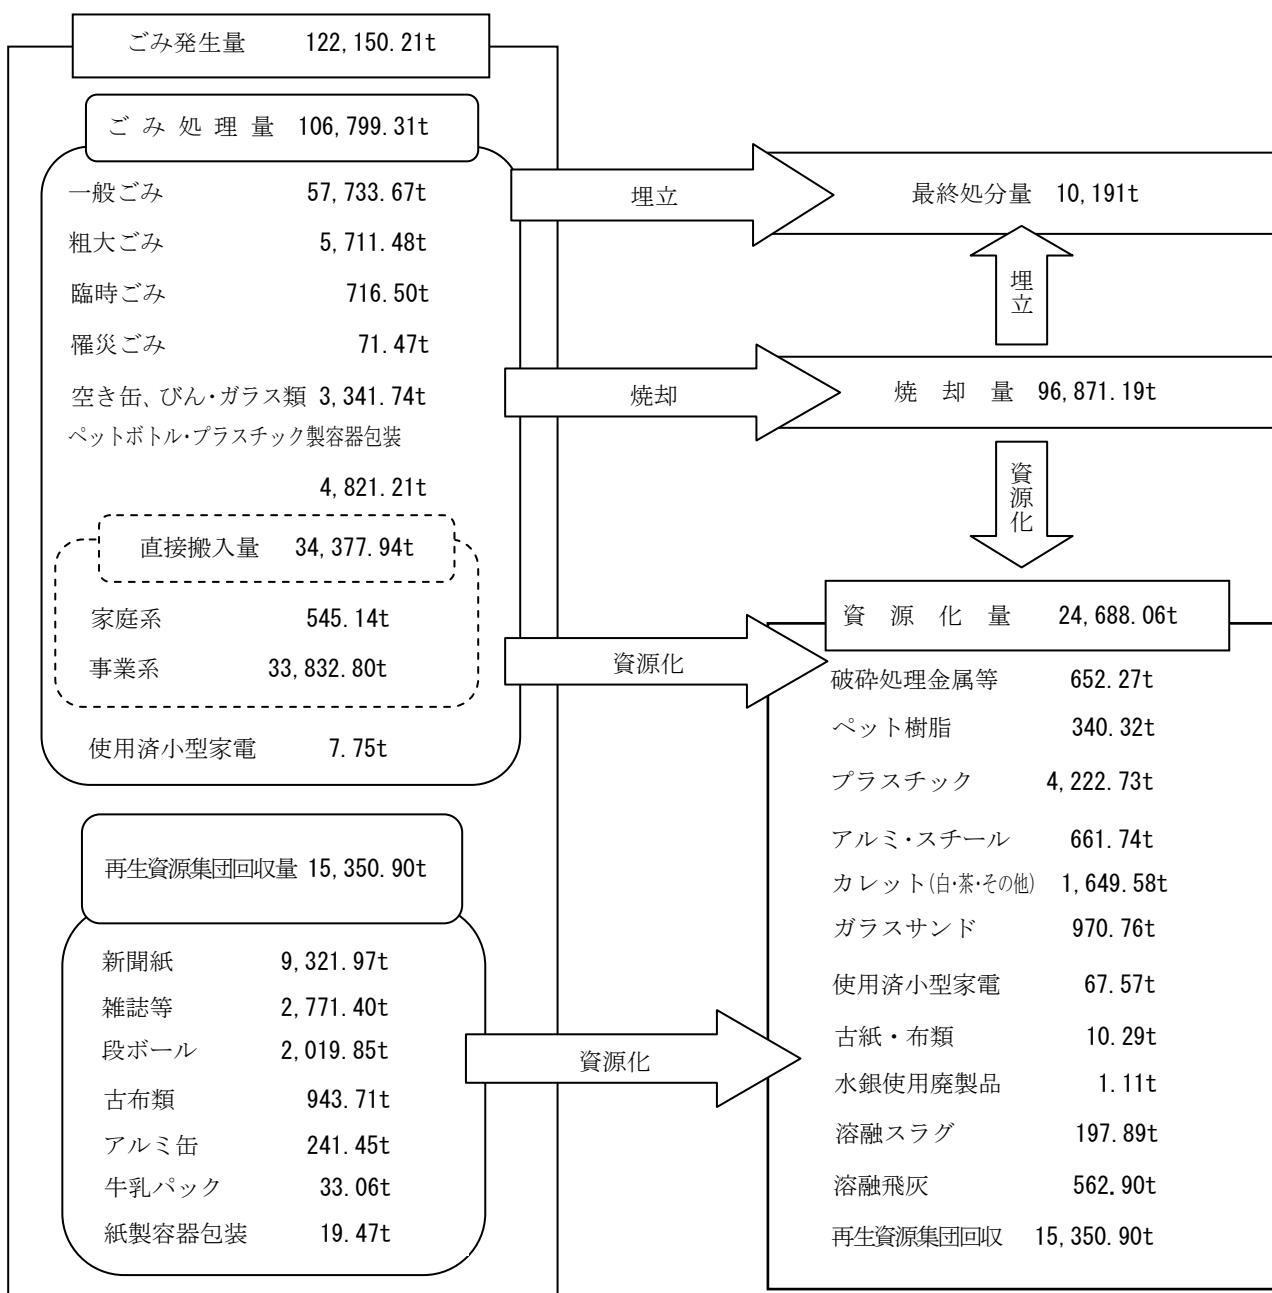 ごみ発生量 122,150.21t
ごみ処理量 106,799.31t
一般ごみ 57,733.67t
粗大ごみ 5,711.48t
臨時ごみ 716.50t
罹災ごみ 71.47t
空き缶、びん・ガラス類 3,341.74t
ペットボトル・プラスチック製容器包装
4,821.21t
直接搬入量 34,377.94t
家庭系 545.14t
事業系 33,832.80t
使用済小型家電 7.75t
再生資源集団回収量 15,350.90t
新聞紙 9,321.97t
雑誌等 2,771.40t
段ボール 2,019.85t
古布類 943.71t
アルミ缶 241.45t
牛乳パック 33.06t
紙製容器包装 19.47t
埋立
焼却
資源化
資源化
最終処分量 10,191t
埋立
焼却量 96,871.19t
資源化
資源化量 24,688.06t
破砕処理金属等 652.27t
ペット樹脂 340.32t
プラスチック 4,222.73t
アルミ・スチール 661.74t
カレット(白・茶・その他) 1,649.58t
ガラスサンド 970.76t
使用済小型家電 67.57t
古紙・布類 10.29t
水銀使用廃製品 1.11t
溶融スラグ 197.89t
溶融飛灰 562.90t
再生資源集団回収 15,350.90t